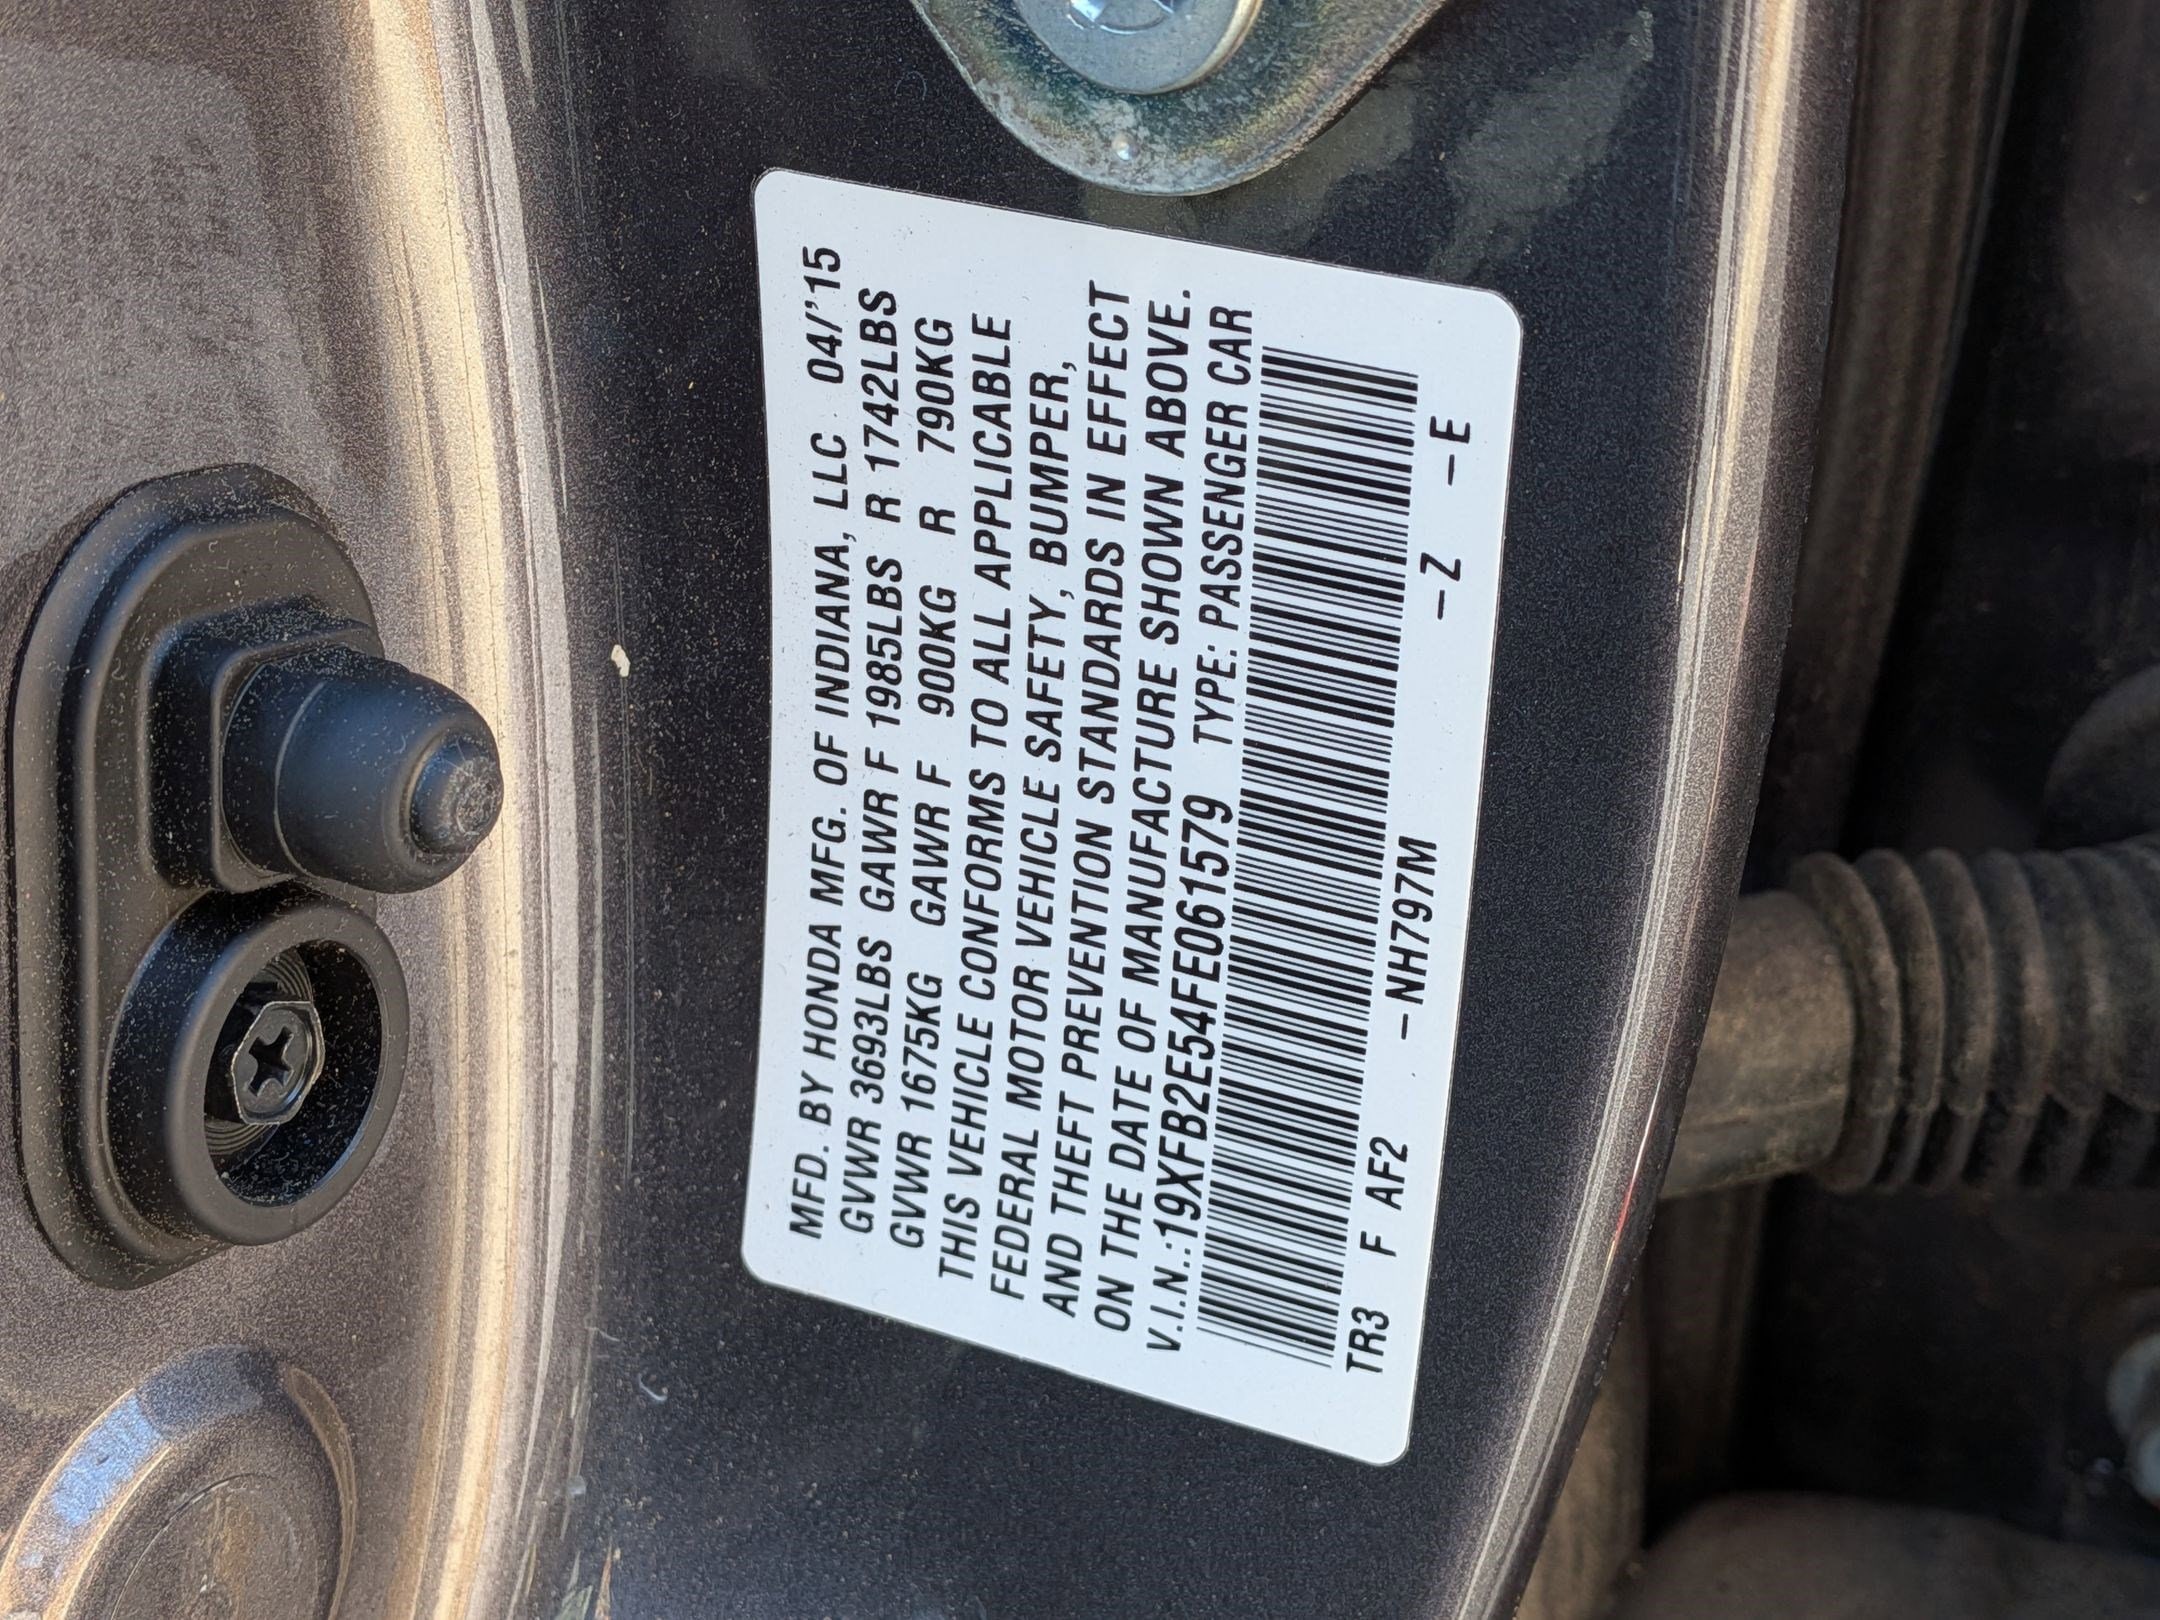 MFD. BY HONDA MFG. OF INDIANA, LLC 04/'15
GVWR 3693LBS GAWR F 1985LBS R 1742LBS
GVWR 1675KG GAWR F 900KG R 790KG
THIS VEHICLE CONFORMS TO ALL APPLICABLE
FEDERAL MOTOR VEHICLE SAFETY, BUMPER,
AND THEFT PREVENTION STANDARDS IN EFFECT
ON THE DATE OF MANUFACTURE SHOWN ABOVE.
V.I.N.:19XFB2E54FE061579 TYPE: PASSENGER CAR
TR3 F AF2 –NH797M –Z –E